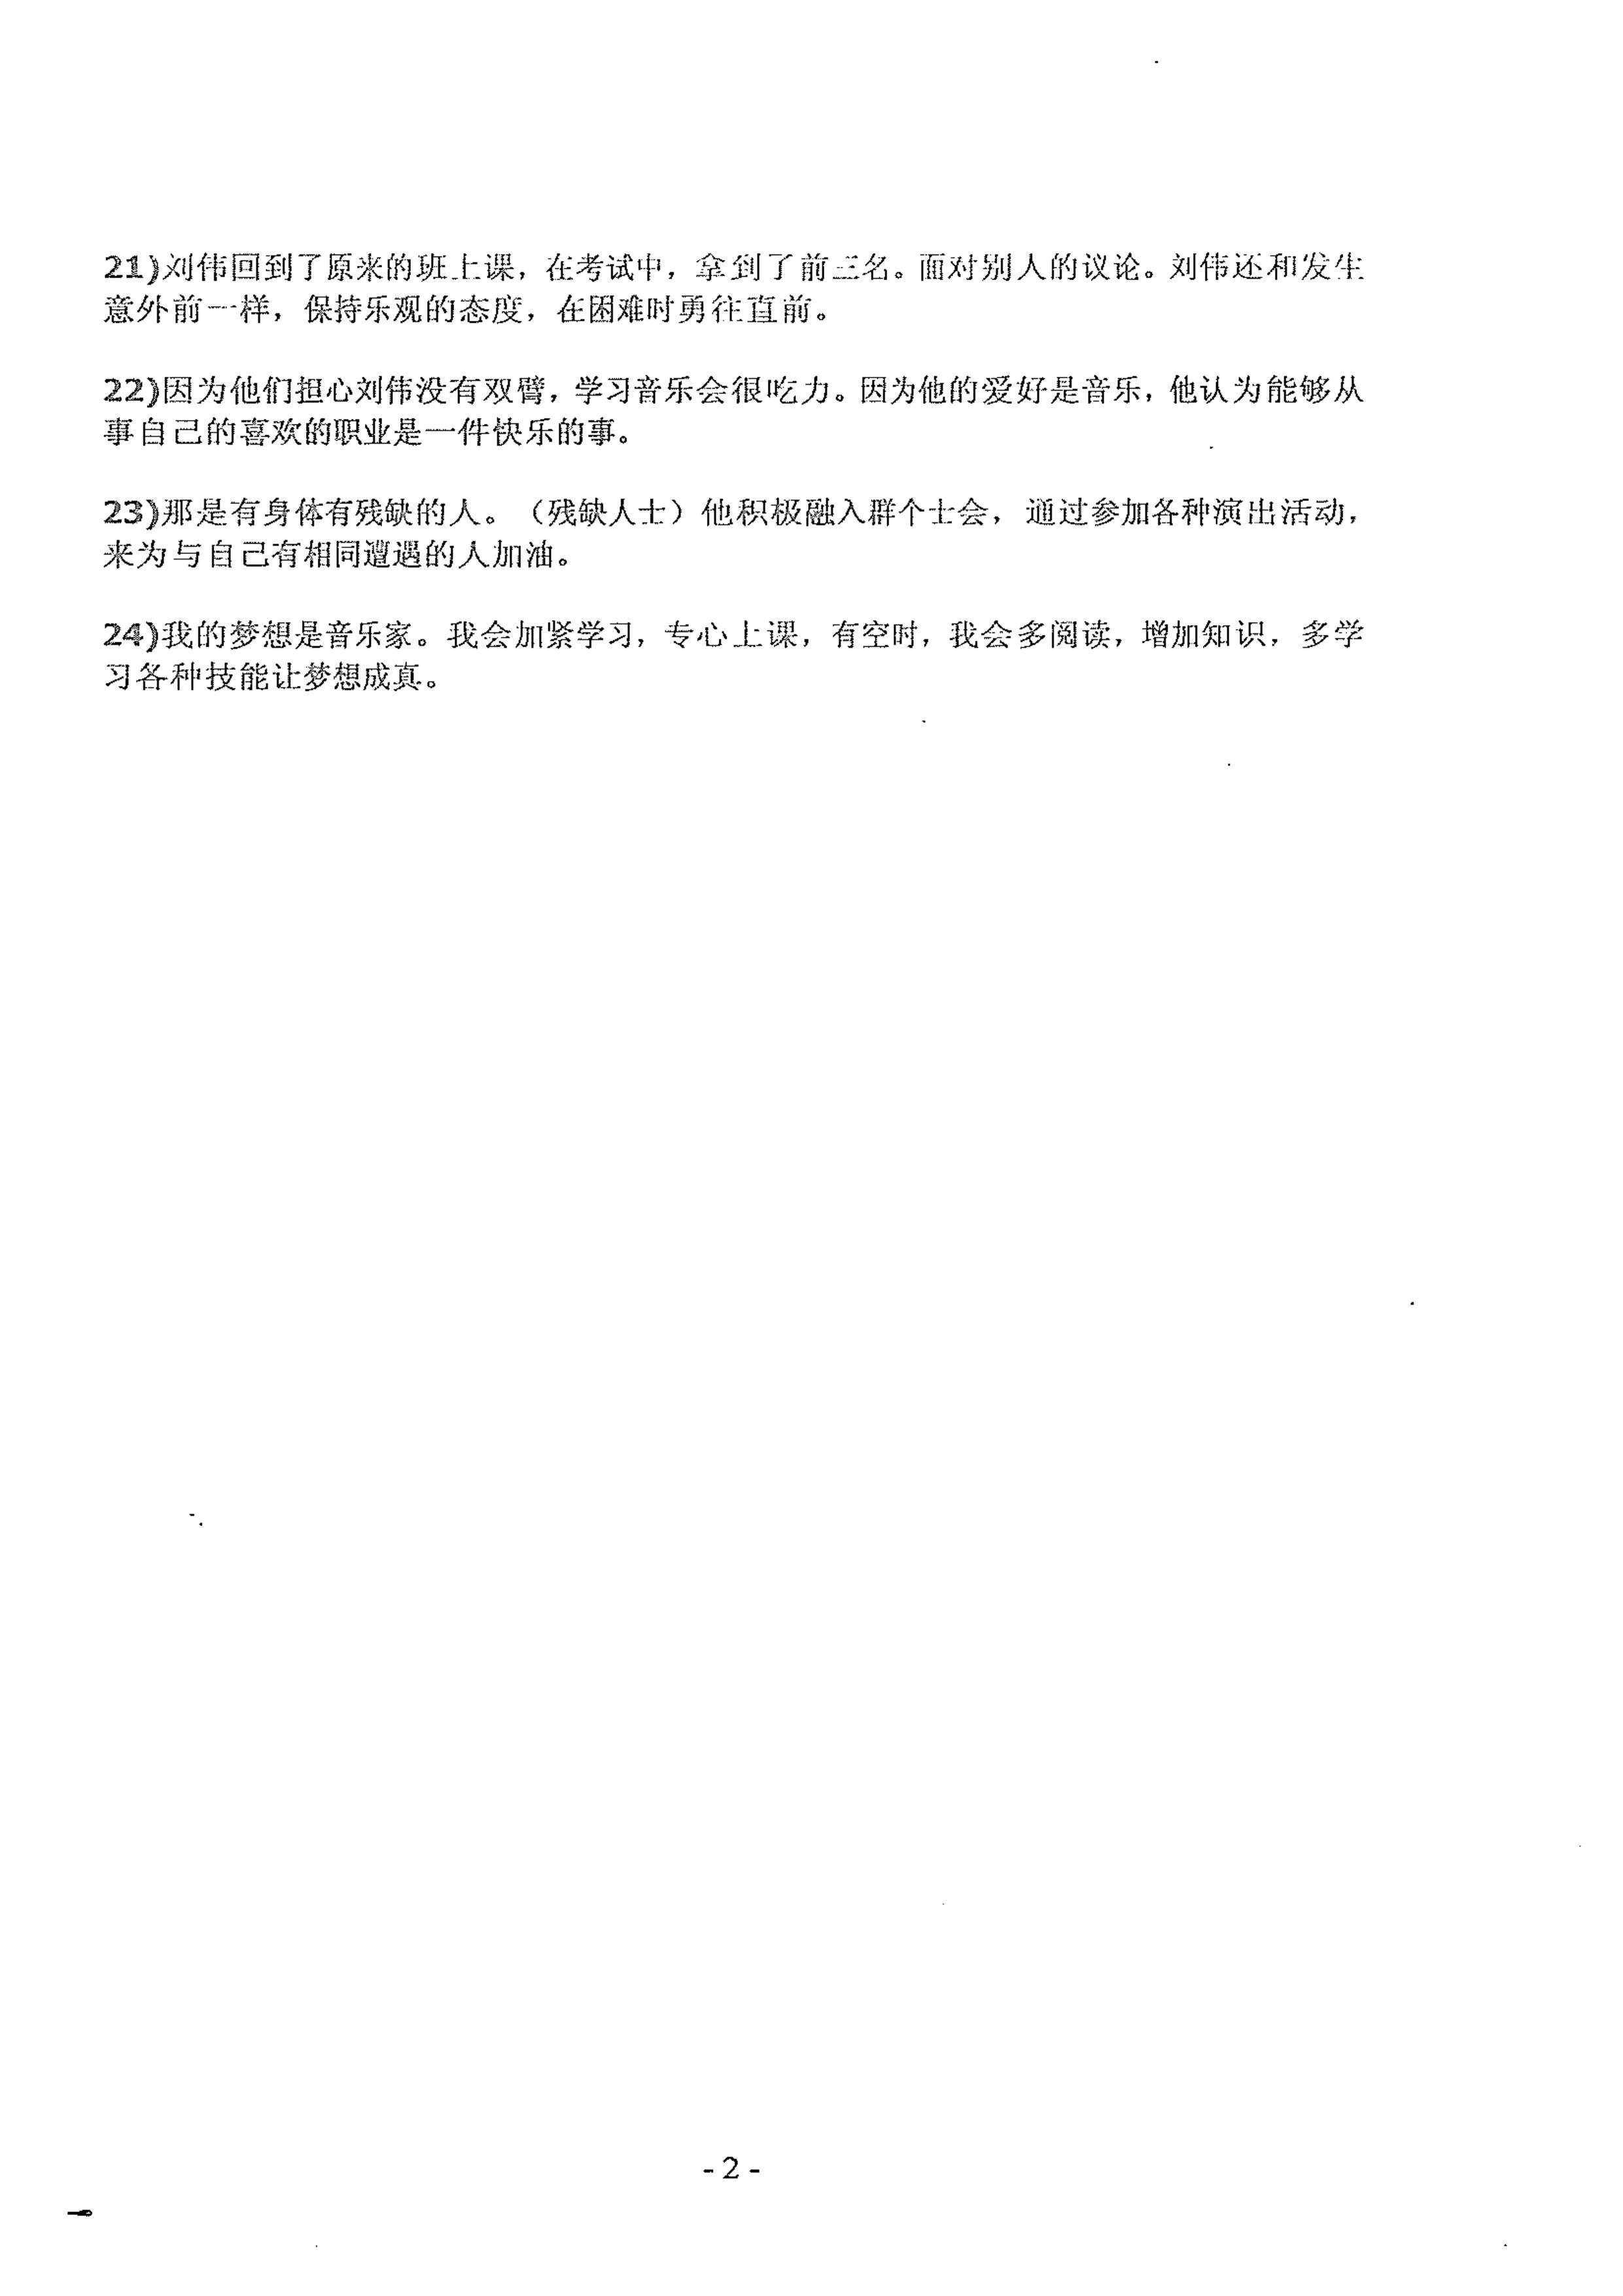 21)刘伟回到了原来的班上课，在考试中，拿到了前三名。面对别人的议论。刘伟还和发生
意外前一样，保持乐观的态度，在困难时勇往直前。
22)因为他们担心刘伟没有双臂，学习音乐会很吃力。因为他的爱好是音乐，他认为能够从
事自己的喜欢的职业是一件快乐的事。
23)那是有身体有残缺的人。（残缺人士）他积极融入群个士会，通过参加各种演出活动，
来为与自己有相同遭遇的人加油。
24)我的梦想是音乐家。我会加紧学习，专心上课，有空时，我会多阅读，增加知识，多学
习各种技能让梦想成真。
- 2 -